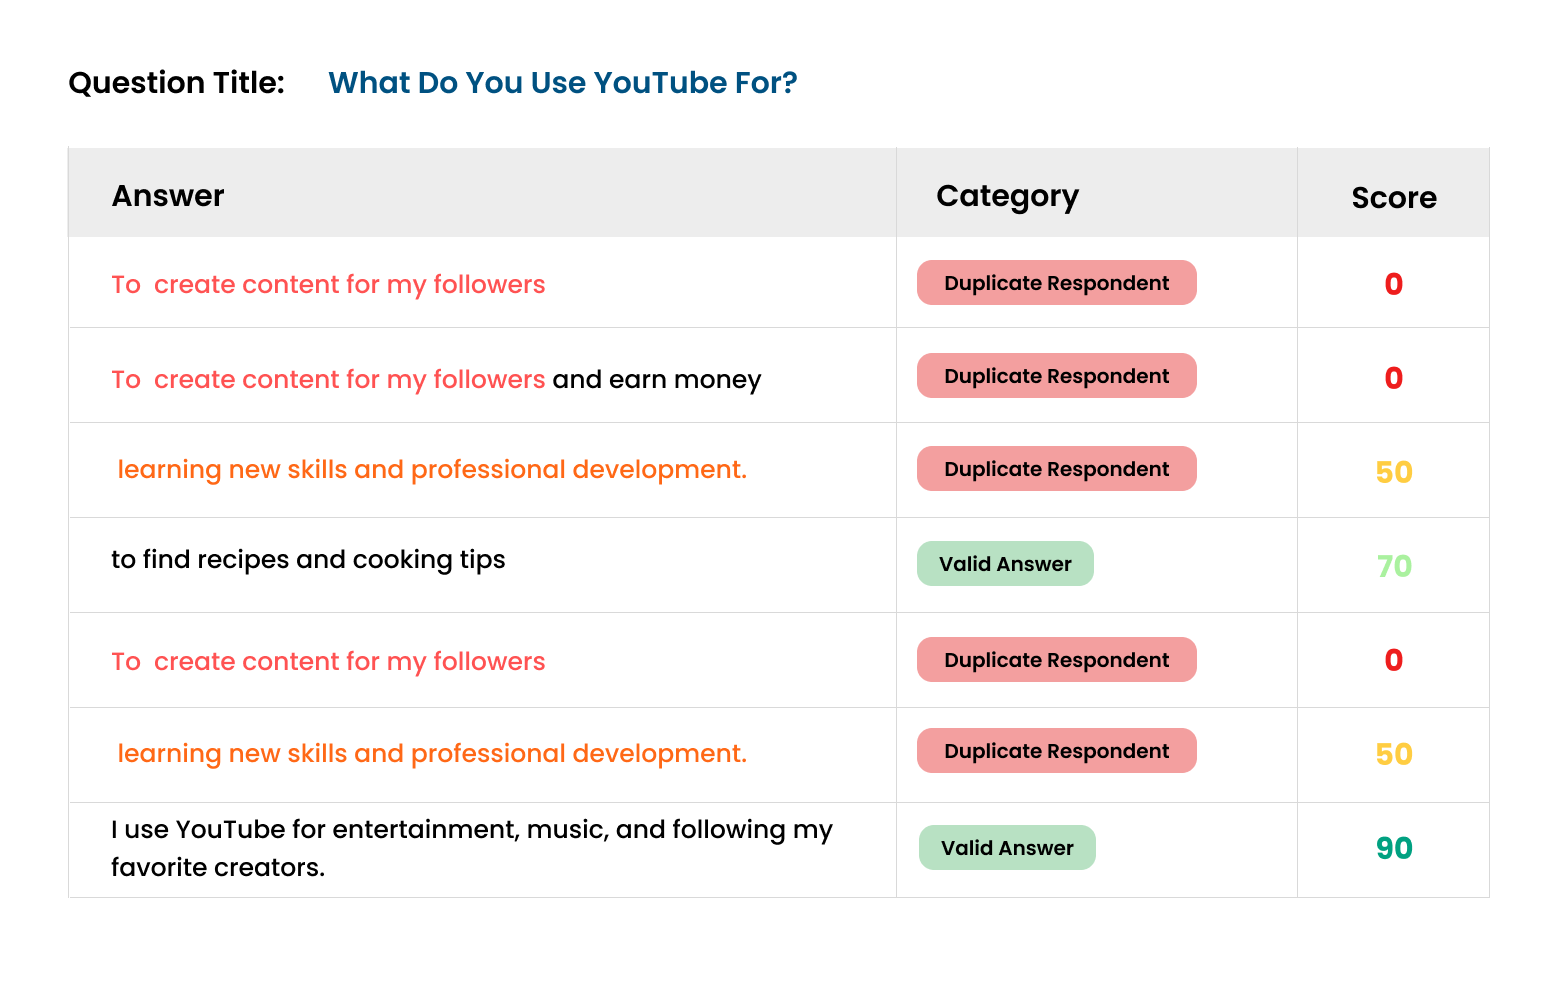 Question Title: What Do You Use YouTube For?
Answer Category Score
To create content for my followers Duplicate Respondent 0
To create content for my followers and earn money Duplicate Respondent 0
learning new skills and professional development. Duplicate Respondent 50
to find recipes and cooking tips Valid Answer 70
To create content for my followers Duplicate Respondent 0
learning new skills and professional development. Duplicate Respondent 50
I use YouTube for entertainment, music, and following my
favorite creators. Valid Answer 90